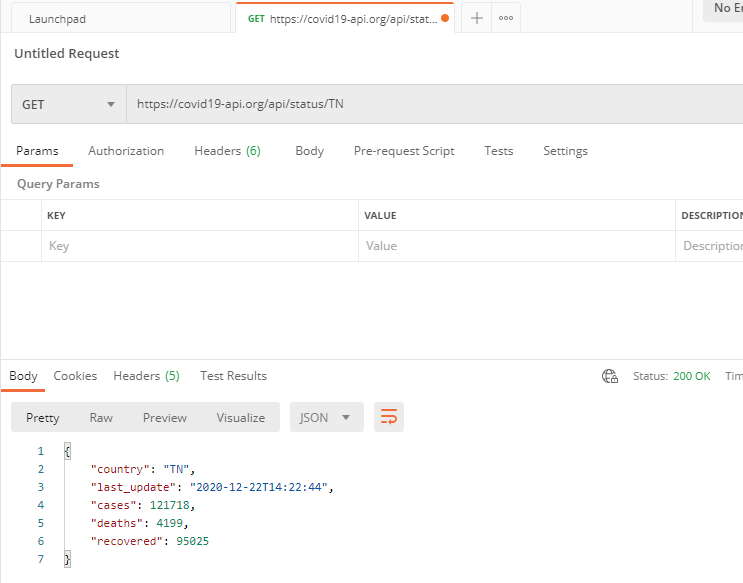 Launchpad
GET https://covid19-api.org/api/stat...
No
Untitled Request
GET https://covid19-api.org/api/status/TN
Params Authorization Headers (6) Body Pre-request Script Tests Settings
Query Params
KEY VALUE DESCRIPTION
Key Value Description
Body Cookies Cookies Headers (5) Test Results Status: 200 OK
Pretty Raw Preview Visualize JSON
1 {
2 "country": "TN",
3 "last_update": "2020-12-22T14:22:44",
4 "cases": 121718,
5 "deaths": 4199,
6 "recovered": 95025
7 }